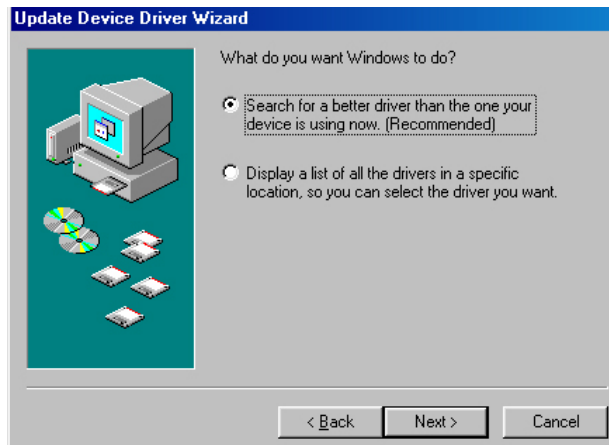 Update Device Driver Wizard
What do you want Windows to do?
Search for a better driver than the one your
device is using now. (Recommended)
Display a list of all the drivers in a specific
location, so you can select the driver you want.
< Back
Next >
Cancel